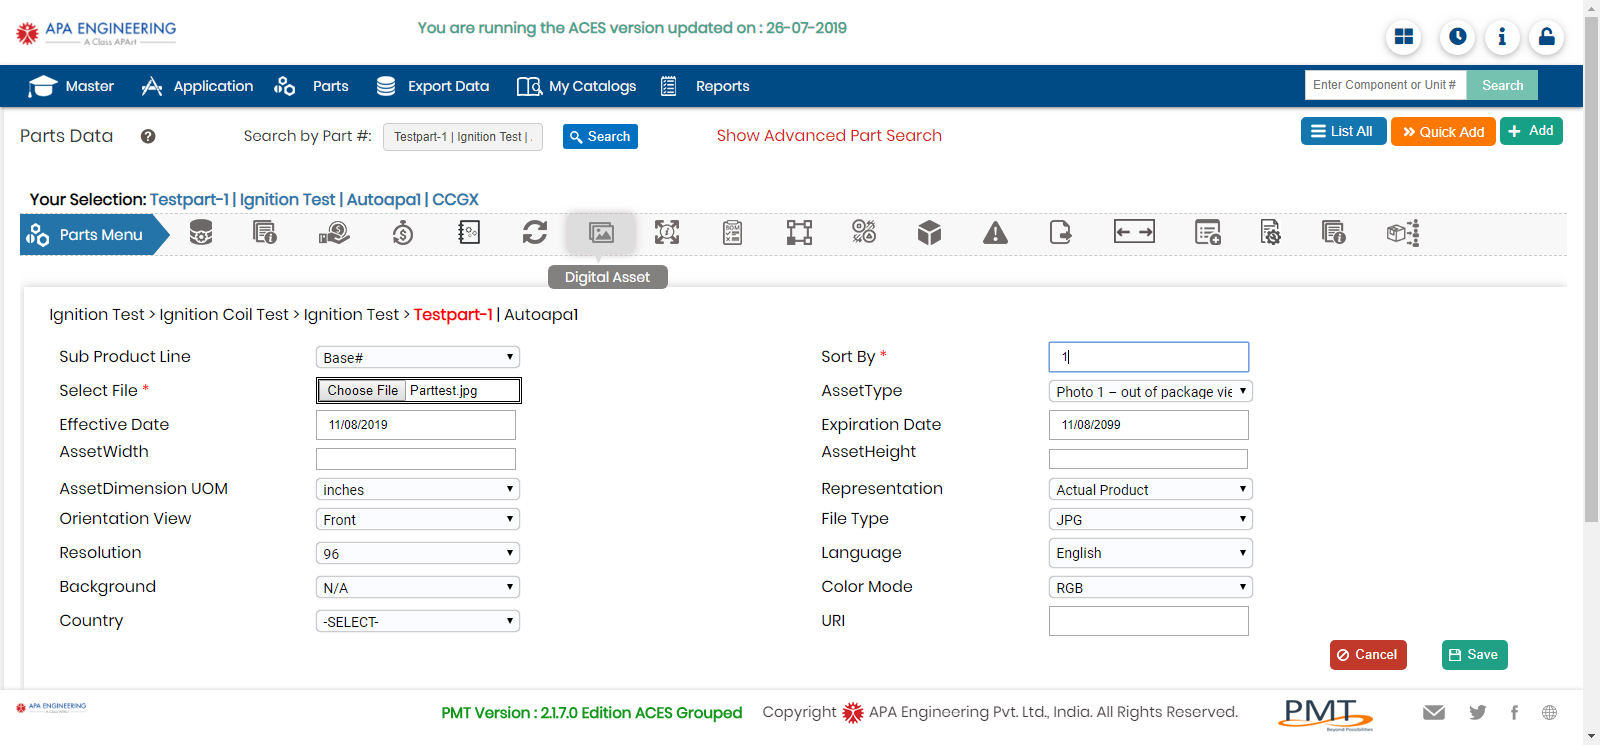 APA ENGINEERING
A Class APArt
You are running the ACES version updated on : 26-07-2019
Master Application Parts Export Data My Catalogs Reports Enter Component or Unit # Search
Parts Data Search by Part #: Testpart-1 | Ignition Test | . Search Show Advanced Part Search List All Quick Add Add
Your Selection: Testpart-1 | Ignition Test | Autoapa1 | CCGX
Parts Menu
Digital Asset
Ignition Test > Ignition Coil Test > Ignition Test > Testpart-1 | Autoapa1
Sub Product Line Base# Sort By * 1
Select File * Choose File Parttest.jpg AssetType Photo 1 – out of package vie
Effective Date 11/08/2019 Expiration Date 11/08/2099
AssetWidth AssetHeight
AssetDimension UOM inches Representation Actual Product
Orientation View Front File Type JPG
Resolution 96 Language English
Background N/A Color Mode RGB
Country -SELECT- URI
Cancel Save
APA ENGINEERING
PMT Version : 2.1.7.0 Edition ACES Grouped Copyright APA Engineering Pvt. Ltd., India. All Rights Reserved. PMT
Beyond Possibilities